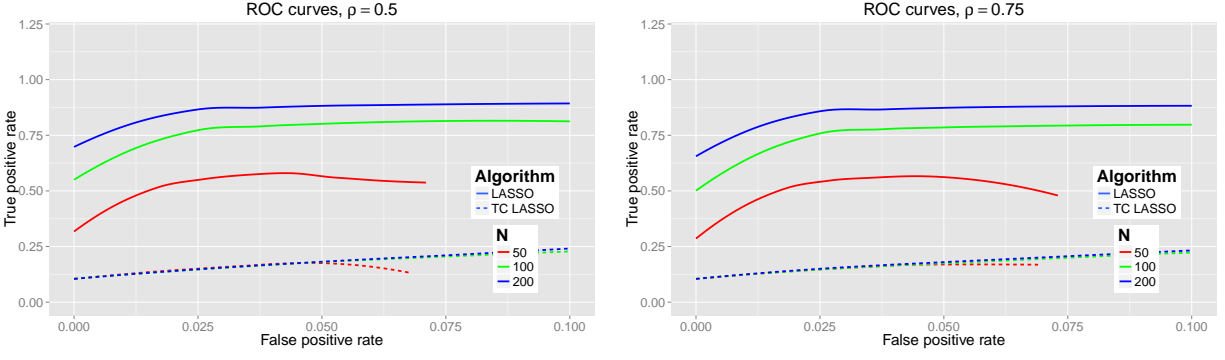 ROC curves, ρ = 0.5
True positive rate
1.25
1.00
0.75
0.50
0.25
0.00
Algorithm
LASSO
TC LASSO
N
50
100
200
0.000
0.025
0.050
0.075
0.100
False positive rate
ROC curves, ρ = 0.75
True positive rate
1.25
1.00
0.75
0.50
0.25
0.00
Algorithm
LASSO
TC LASSO
N
50
100
200
0.000
0.025
0.050
0.075
0.100
False positive rate